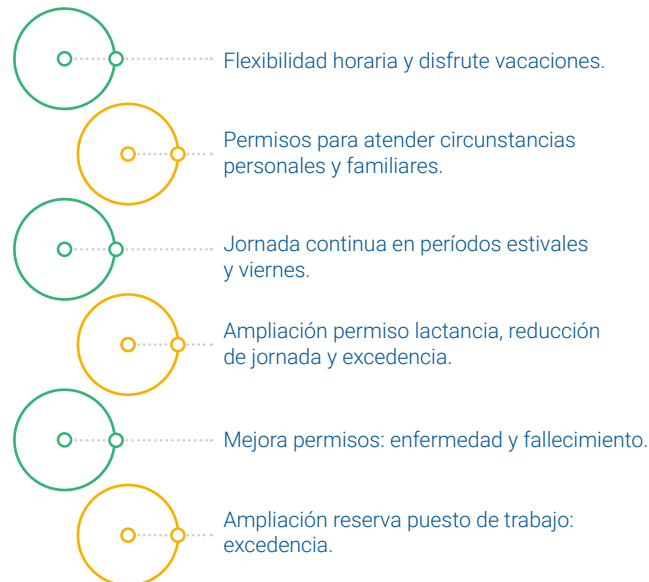 Flexibilidad horaria y disfrute vacaciones.
Permisos para atender circunstancias
personales y familiares.
Jornada continua en períodos estivales
y viernes.
Ampliación permiso lactancia, reducción
de jornada y excedencia.
Mejora permisos: enfermedad y fallecimiento.
Ampliación reserva puesto de trabajo:
excedencia.